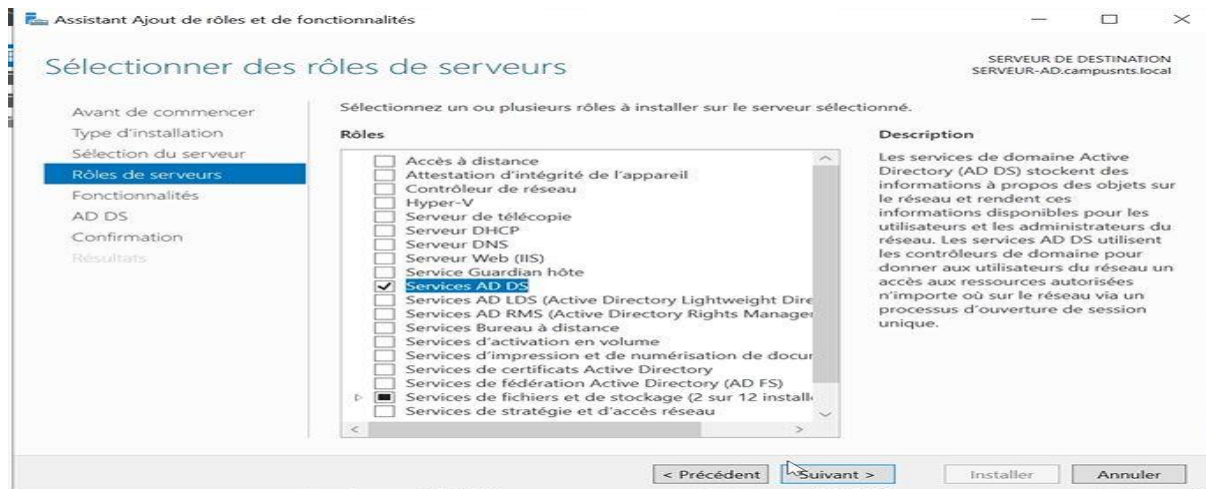 Assistant Ajout de rôles et de fonctionnalités
Sélectionner des rôles de serveurs
SERVEUR DE DESTINATION
SERVEUR-AD.campusnts.local
Avant de commencer
Type d'installation
Sélection du serveur
Rôles de serveurs
Fonctionnalités
AD DS
Confirmation
Résultats
Sélectionnez un ou plusieurs rôles à installer sur le serveur sélectionné.
Rôles
Accès à distance
Attestation d'intégrité de l'appareil
Contrôleur de réseau
Hyper-V
Serveur de télécopie
Serveur DHCP
Serveur DNS
Serveur Web (IIS)
Service Guardian hôte
Services AD DS
Services AD LDS (Active Directory Lightweight Dire
Services AD RMS (Active Directory Rights Manager
Services Bureau à distance
Services d'activation en volume
Services d'impression et de numérisation de docur
Services de certificats Active Directory
Services de fédération Active Directory (AD FS)
Services de fichiers et de stockage (2 sur 12 install
Services de stratégie et d'accès réseau
Description
Les services de domaine Active
Directory (AD DS) stockent des
informations à propos des objets sur
le réseau et rendent ces
informations disponibles pour les
utilisateurs et les administrateurs du
réseau. Les services AD DS utilisent
les contrôleurs de domaine pour
donner aux utilisateurs du réseau un
accès aux ressources autorisées
n'importe où sur le réseau via un
processus d'ouverture de session
unique.
< Précédent
Suivant >
Installer
Annuler